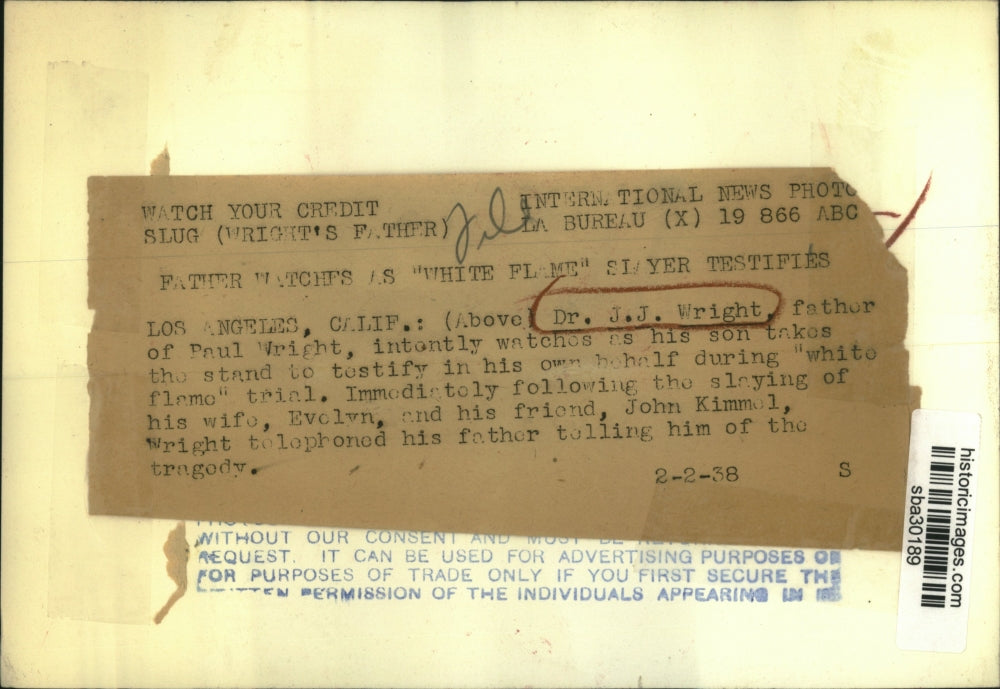 WATCH YOUR CREDIT
SLUG (WRIGHT'S FATHER)
File
INTERNATIONAL NEWS PHOTO
LA BUREAU (X) 19 866 ABC
FATHER WATCHES AS "WHITE FLAME" SLAYER TESTIFIES
LOS ANGELES, CALIF.: (Above) Dr. J.J. Wright, father
of Paul Wright, intently watches as his son takes
the stand to testify in his own behalf during "white
flame" trial. Immediately following the slaying of
his wife, Evelyn, and his friend, John Kimmel,
Wright telephoned his father telling him of the
tragedy.
2-2-38 S
WITHOUT OUR CONSENT AND MUST BE
REQUEST. IT CAN BE USED FOR ADVERTISING PURPOSES OR
FOR PURPOSES OF TRADE ONLY IF YOU FIRST SECURE THE
WRITTEN PERMISSION OF THE INDIVIDUALS APPEARING IN
historicimages.com
sba30189